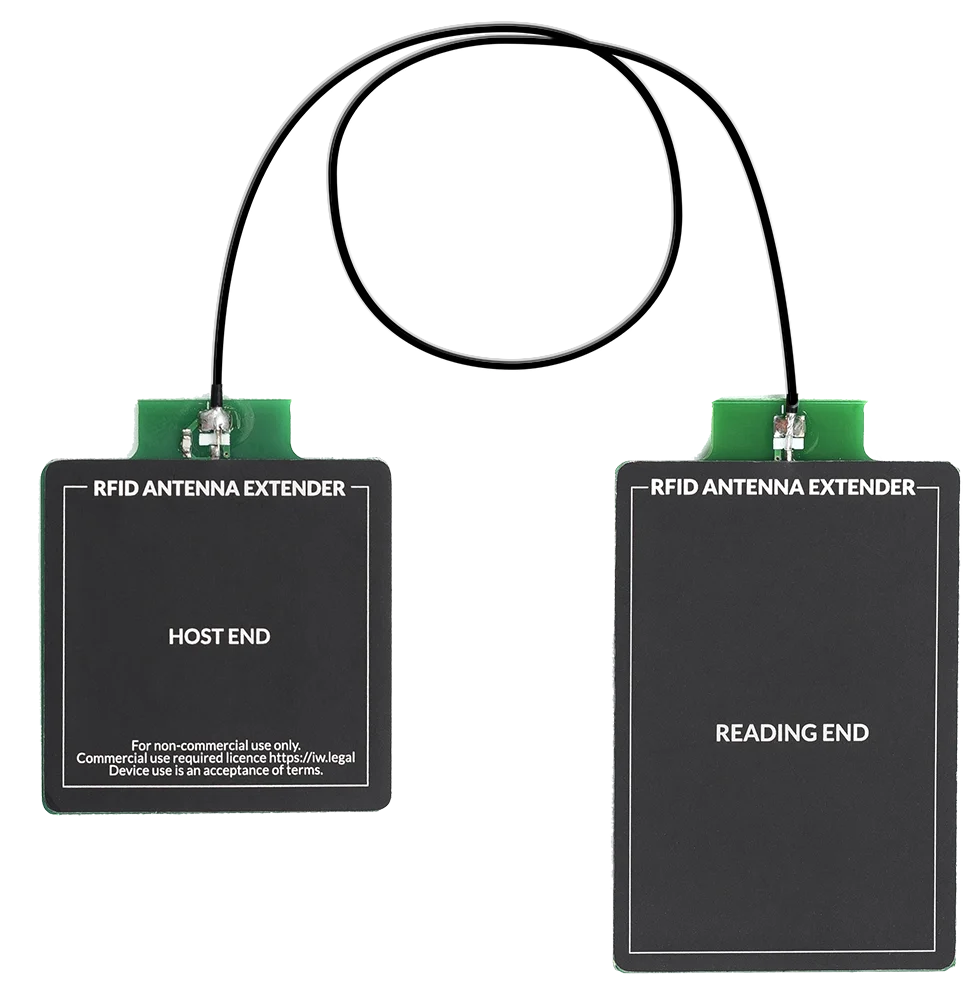 RFID ANTENNA EXTENDER
HOST END
For non-commercial use only.
Commercial use required licence https://iw.legal
Device use is an acceptance of terms.
RFID ANTENNA EXTENDER
READING END